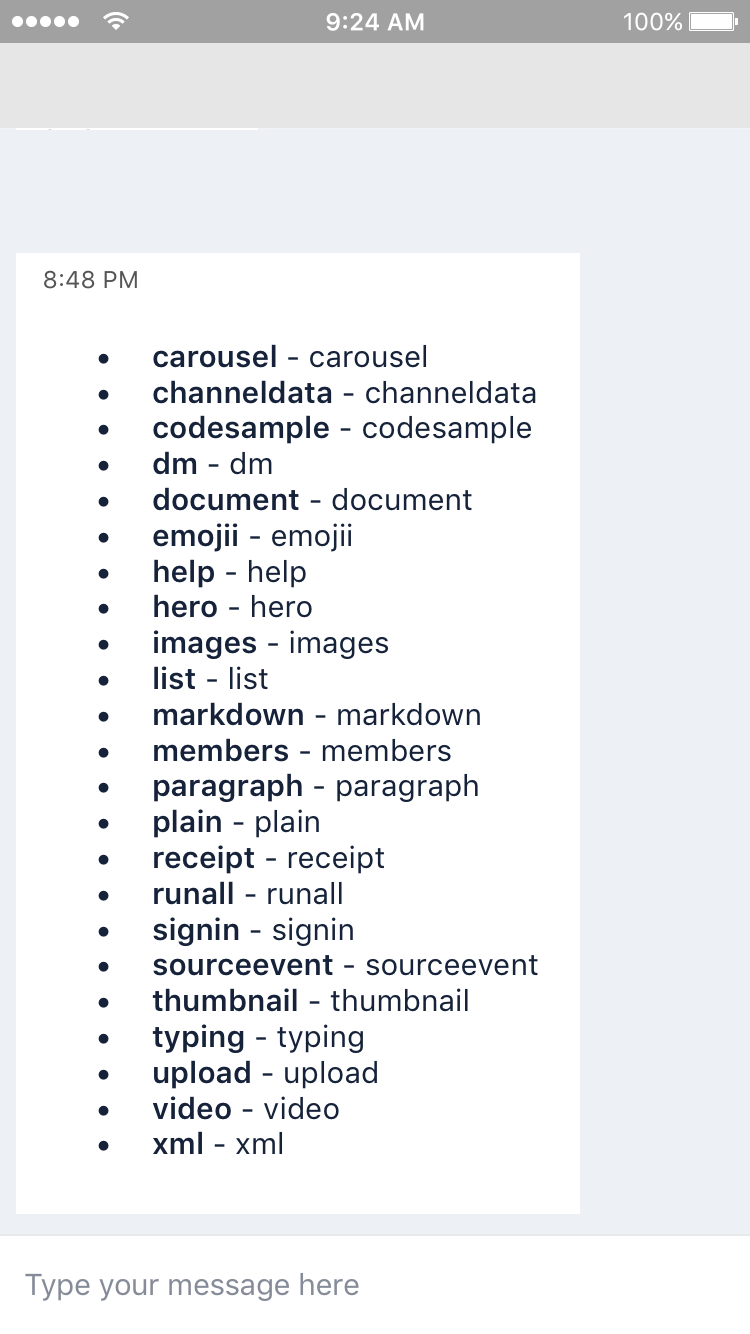 9:24 AM 100%
8:48 PM
• carousel - carousel
• channeldata - channeldata
• codesample - codesample
• dm - dm
• document - document
• emojii - emojii
• help - help
• hero - hero
• images - images
• list - list
• markdown - markdown
• members - members
• paragraph - paragraph
• plain - plain
• receipt - receipt
• runall - runall
• signin - signin
• sourceevent - sourceevent
• thumbnail - thumbnail
• typing - typing
• upload - upload
• video - video
• xml - xml
Type your message here